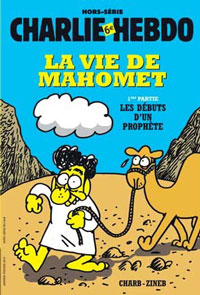 HORS-SÉRIE
CHARLIE HEBDO
6€
LA VIE DE
MAHOMET
1ÈRE PARTIE
LES DÉBUTS
D'UN
PROPHÈTE
CHARB - ZINEB